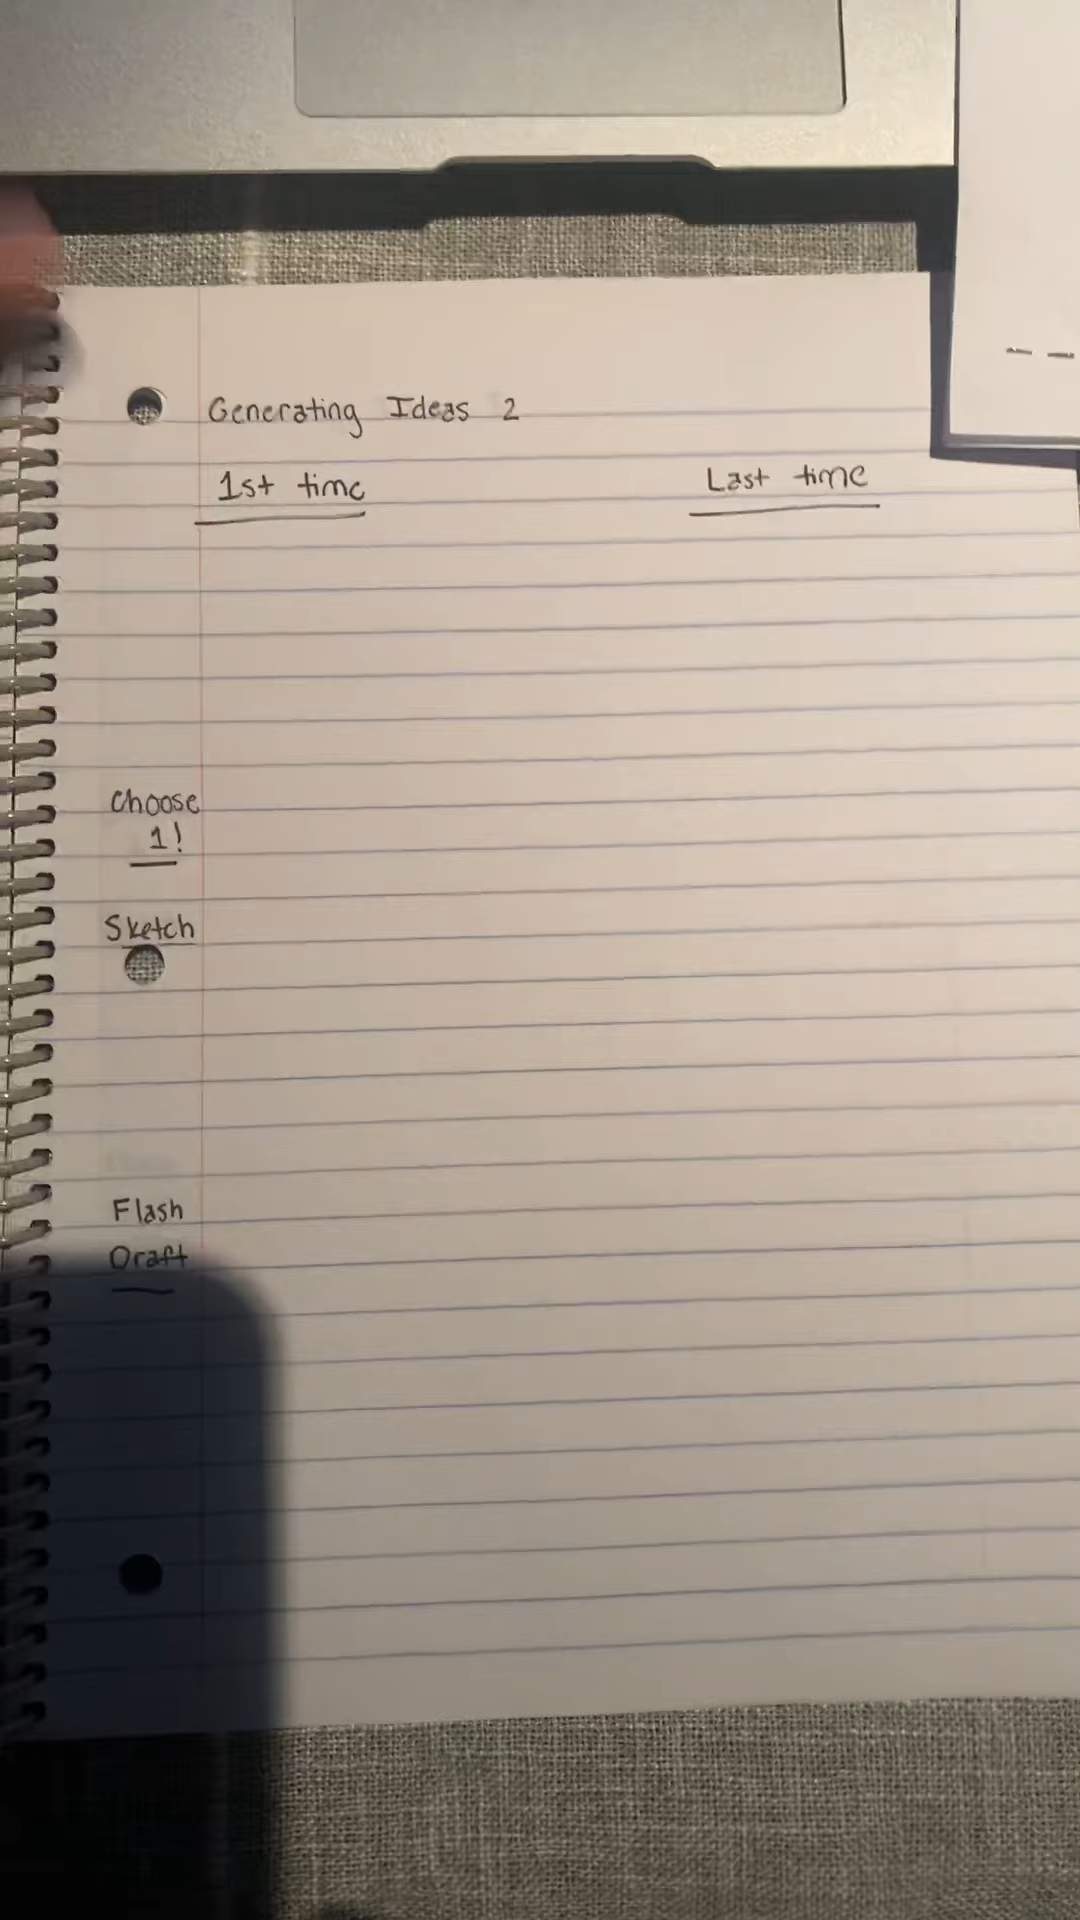 Generating Ideas 2
1st time Last time
Choose
1!
Sketch
Flash
Draft